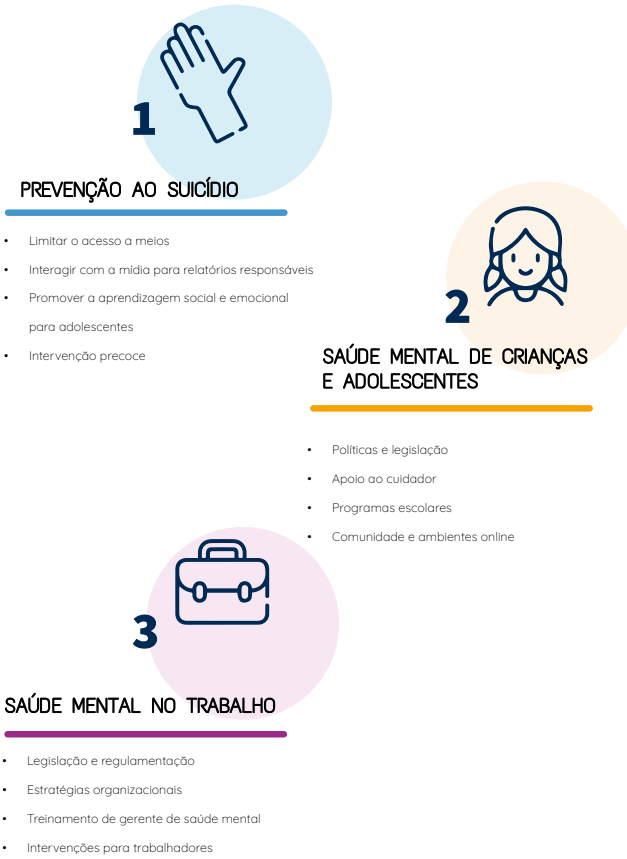 1
PREVENÇÃO AO SUICÍDIO
• Limitar o acesso a meios
• Interagir com a mídia para relatórios responsáveis
• Promover a aprendizagem social e emocional
para adolescentes
• Intervenção precoce
2
SAÚDE MENTAL DE CRIANÇAS
E ADOLESCENTES
• Políticas e legislação
• Apoio ao cuidador
• Programas escolares
• Comunidade e ambientes online
3
SAÚDE MENTAL NO TRABALHO
• Legislação e regulamentação
• Estratégias organizacionais
• Treinamento de gerente de saúde mental
• Intervenções para trabalhadores